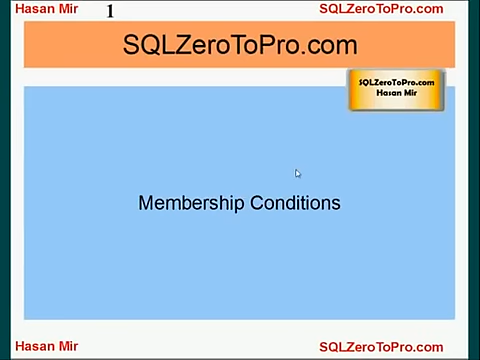 Hasan Mir 1 SQLZeroToPro.com
SQLZeroToPro.com
SQLZeroToPro.com
Hasan Mir
Membership Conditions
Hasan Mir SQLZeroToPro.com